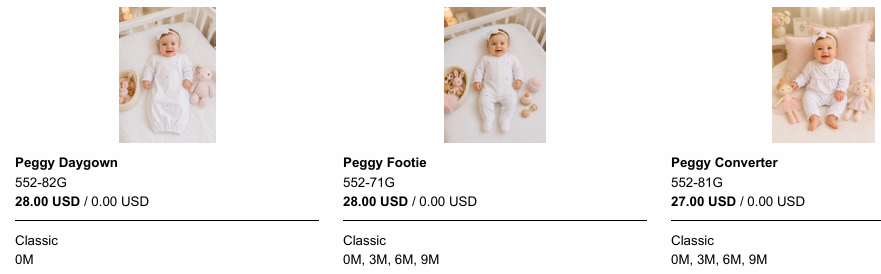 Peggy Daygown
552-82G
28.00 USD / 0.00 USD
Classic
0M
Peggy Footie
552-71G
28.00 USD / 0.00 USD
Classic
0M, 3M, 6M, 9M
Peggy Converter
552-81G
27.00 USD / 0.00 USD
Classic
0M, 3M, 6M, 9M